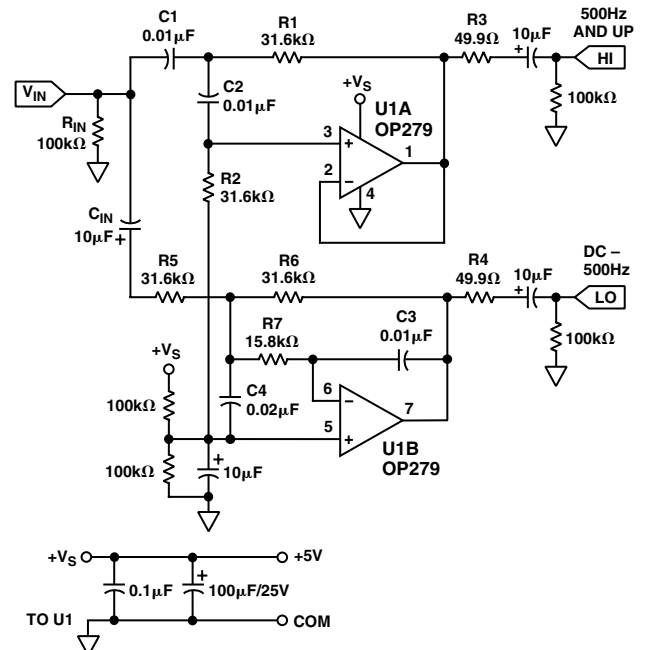 C1
0.01µF
R1
31.6kΩ
R3
49.9Ω
10µF
+
500Hz
AND UP
HI
100kΩ
VIN
RIN
100kΩ
C2
0.01µF
+VS
U1A
OP279
3
+
2
−
1
4
R2
31.6kΩ
CIN
10µF
+
R5
31.6kΩ
R6
31.6kΩ
R4
49.9Ω
10µF
+
DC –
500Hz
LO
100kΩ
R7
15.8kΩ
C3
0.01µF
+VS
100kΩ
C4
0.02µF
6
−
5
+
7
U1B
OP279
100kΩ
+
10µF
+VS
+5V
0.1µF
+
100µF/25V
TO U1
COM